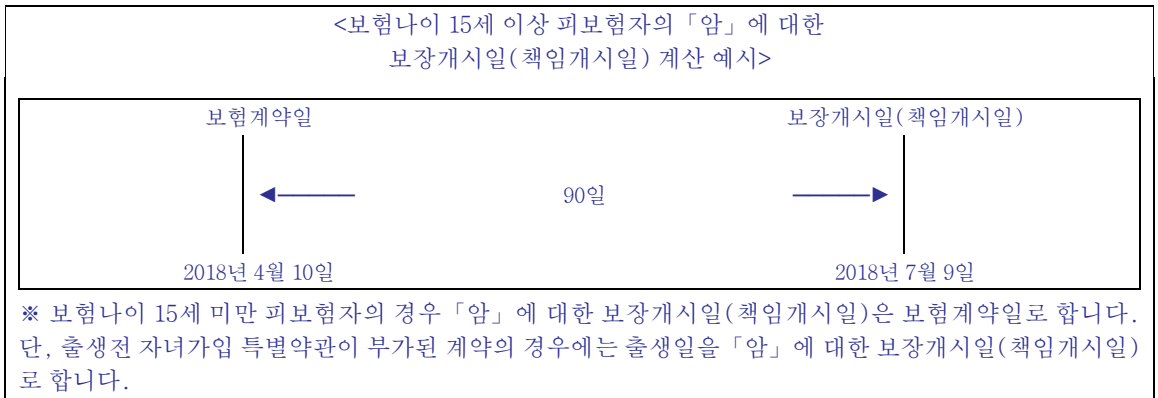 <보험나이 15세 이상 피보험자의「암」에 대한
보장개시일(책임개시일) 계산 예시>
보험계약일 보장개시일(책임개시일)
90일
2018년 4월 10일 2018년 7월 9일
※ 보험나이 15세 미만 피보험자의 경우「암」에 대한 보장개시일(책임개시일)은 보험계약일로 합니다.
단, 출생전 자녀가입 특별약관이 부가된 계약의 경우에는 출생일을「암」에 대한 보장개시일(책임개시일)
로 합니다.